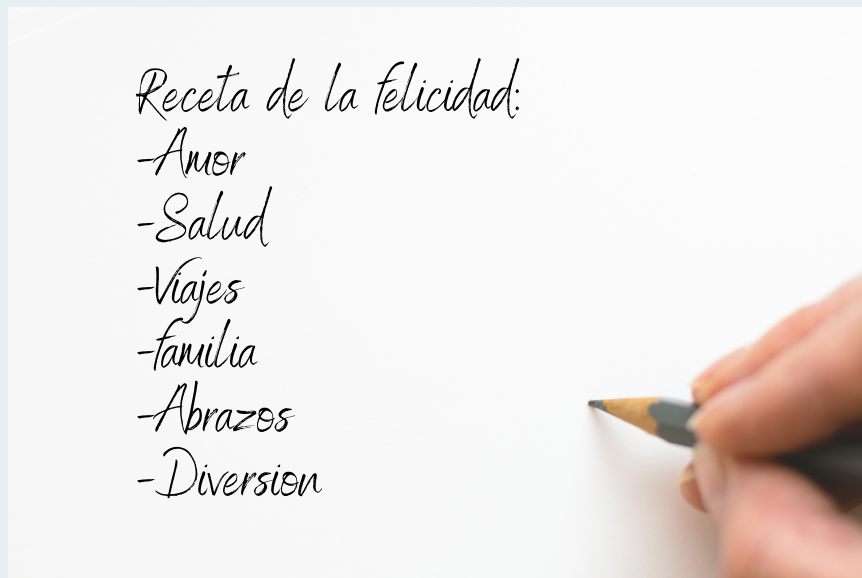 Receta de la felicidad:
-Amor
-Salud
-Viajes
-familia
-Abrazos
-Diversion